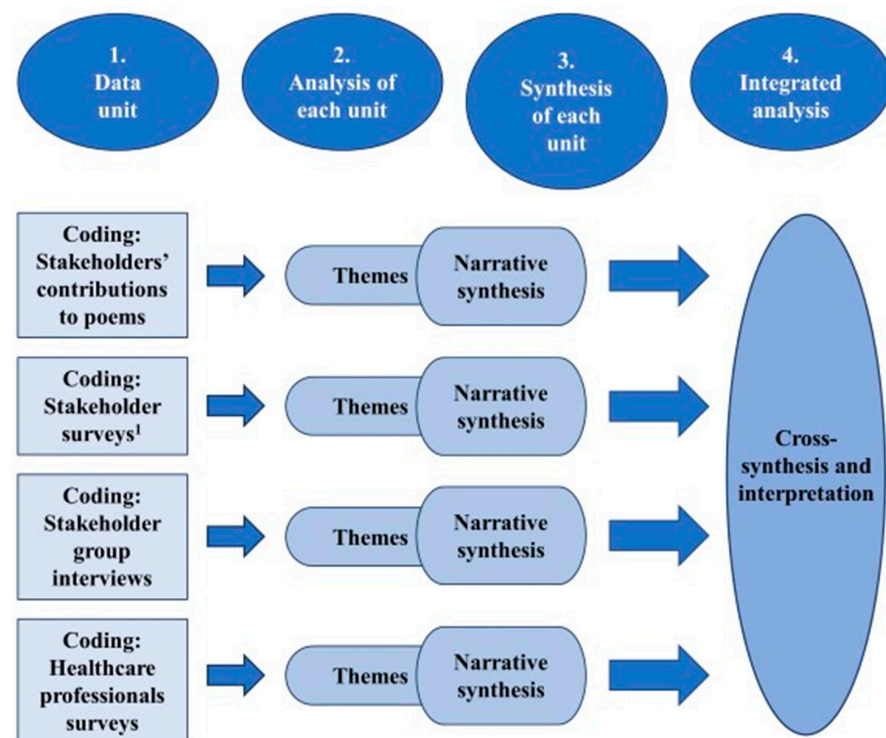 1.
Data
unit
2.
Analysis of
each unit
3.
Synthesis
of each
unit
4.
Integrated
analysis
Coding:
Stakeholders’
contributions
to poems
Themes
Narrative
synthesis
Coding:
Stakeholder
surveys¹
Themes
Narrative
synthesis
Coding:
Stakeholder
group
interviews
Themes
Narrative
synthesis
Coding:
Healthcare
professionals
surveys
Themes
Narrative
synthesis
Cross-
synthesis and
interpretation